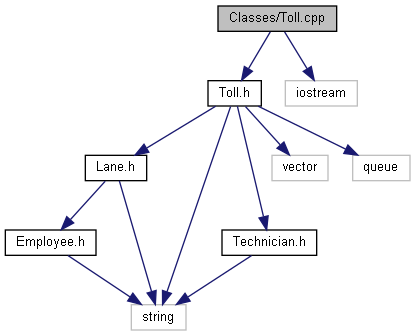 Classes/Toll.cpp
Toll.h
iostream
Lane.h
vector
queue
Employee.h
Technician.h
string